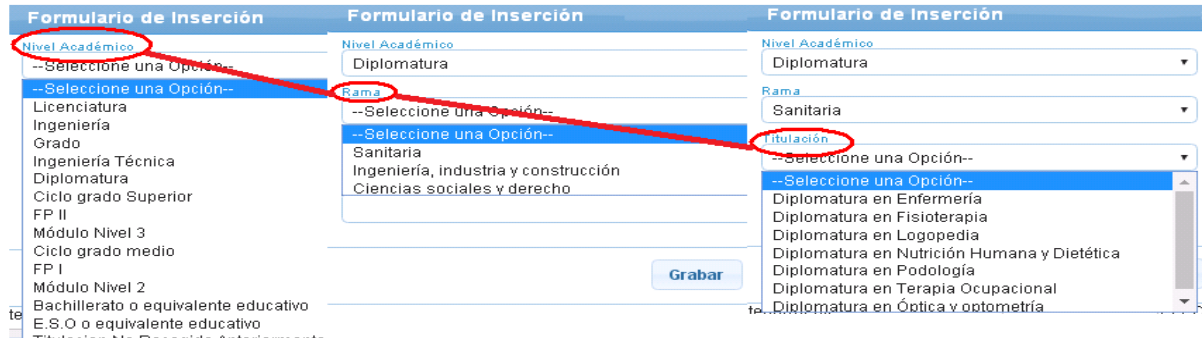 Formulario de Inserción
Nivel Académico
--Seleccione una Opción--
--Seleccione una Opción--
Licenciatura
Ingeniería
Grado
Ingeniería Técnica
Diplomatura
Ciclo grado Superior
FP II
Módulo Nivel 3
Ciclo grado medio
FP I
Módulo Nivel 2
Bachillerato o equivalente educativo
E.S.O o equivalente educativo
Titulacion No Recogida Anteriormente
Formulario de Inserción
Nivel Académico
Diplomatura
Rama
--Seleccione una Opción--
--Seleccione una Opción--
Sanitaria
Ingeniería, industria y construcción
Ciencias sociales y derecho
Grabar
Formulario de Inserción
Nivel Académico
Diplomatura
Rama
Sanitaria
Titulación
--Seleccione una Opción--
--Seleccione una Opción--
Diplomatura en Enfermería
Diplomatura en Fisioterapia
Diplomatura en Logopedia
Diplomatura en Nutrición Humana y Dietética
Diplomatura en Podología
Diplomatura en Terapia Ocupacional
Diplomatura en Óptica y optometría